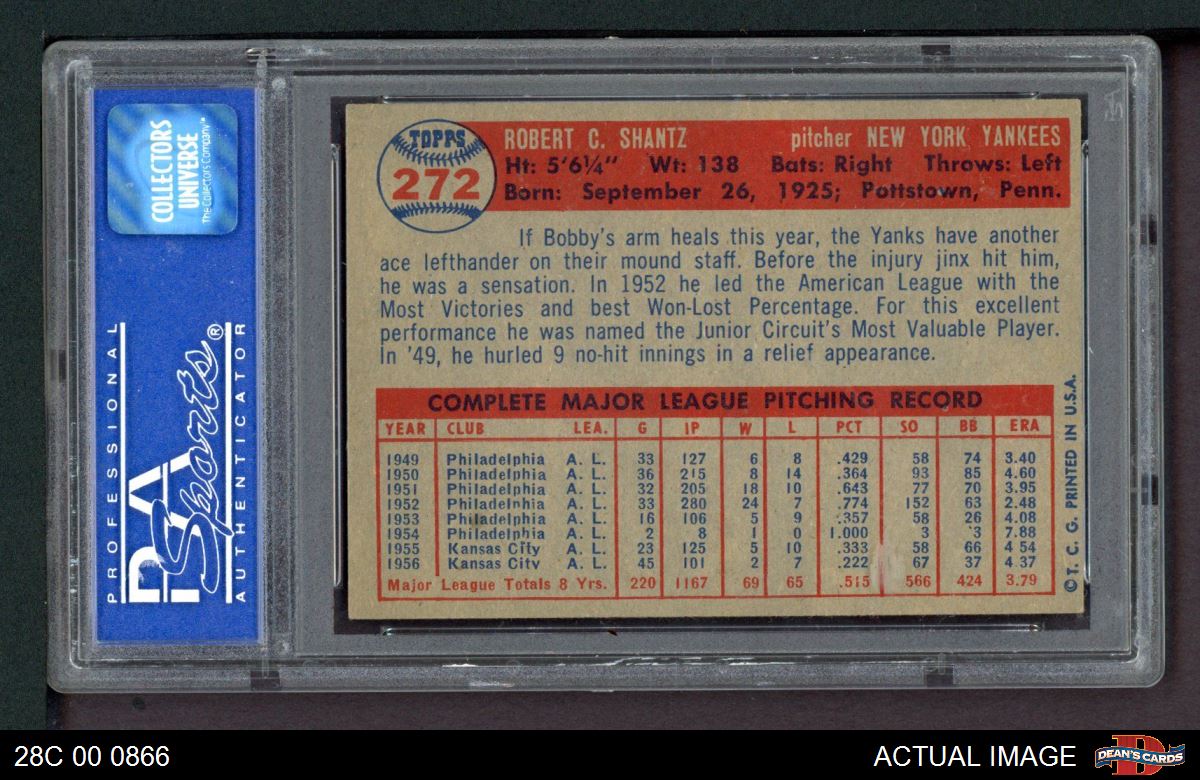 COLLECTORS
UNIVERSE
The Collectors Company™
PROFESSIONAL
PSA
Sports®
AUTHENTICATOR
TOPPS
272
ROBERT C. SHANTZ pitcher NEW YORK YANKEES
Ht: 5'6¼" Wt: 138 Bats: Right Throws: Left
Born: September 26, 1925; Pottstown, Penn.
If Bobby's arm heals this year, the Yanks have another
ace lefthander on their mound staff. Before the injury jinx hit him,
he was a sensation. In 1952 he led the American League with the
Most Victories and best Won-Lost Percentage. For this excellent
performance he was named the Junior Circuit's Most Valuable Player.
In '49, he hurled 9 no-hit innings in a relief appearance.
COMPLETE MAJOR LEAGUE PITCHING RECORD
YEAR CLUB LEA. G IP W L PCT SO BB ERA
1949 Philadelphia A. L. 33 127 6 8 .429 58 74 3.40
1950 Philadelphia A. L. 36 215 8 14 .364 93 85 4.60
1951 Philadelphia A. L. 32 205 18 10 .643 77 70 3.95
1952 Philadelphia A. L. 33 280 24 7 .774 152 63 2.48
1953 Philadelphia A. L. 16 106 5 9 .357 58 26 4.08
1954 Philadelphia A. L. 2 8 1 0 1.000 3 3 7.88
1955 Kansas City A. L. 23 125 5 10 .333 58 66 4 54
1956 Kansas City A. L. 45 101 2 7 .222 67 37 4.37
Major League Totals 8 Yrs. 220 1167 69 65 .515 566 424 3.79
© T. C. G. PRINTED IN U.S.A.
28C 00 0866
ACTUAL IMAGE
DEAN'S CARDS